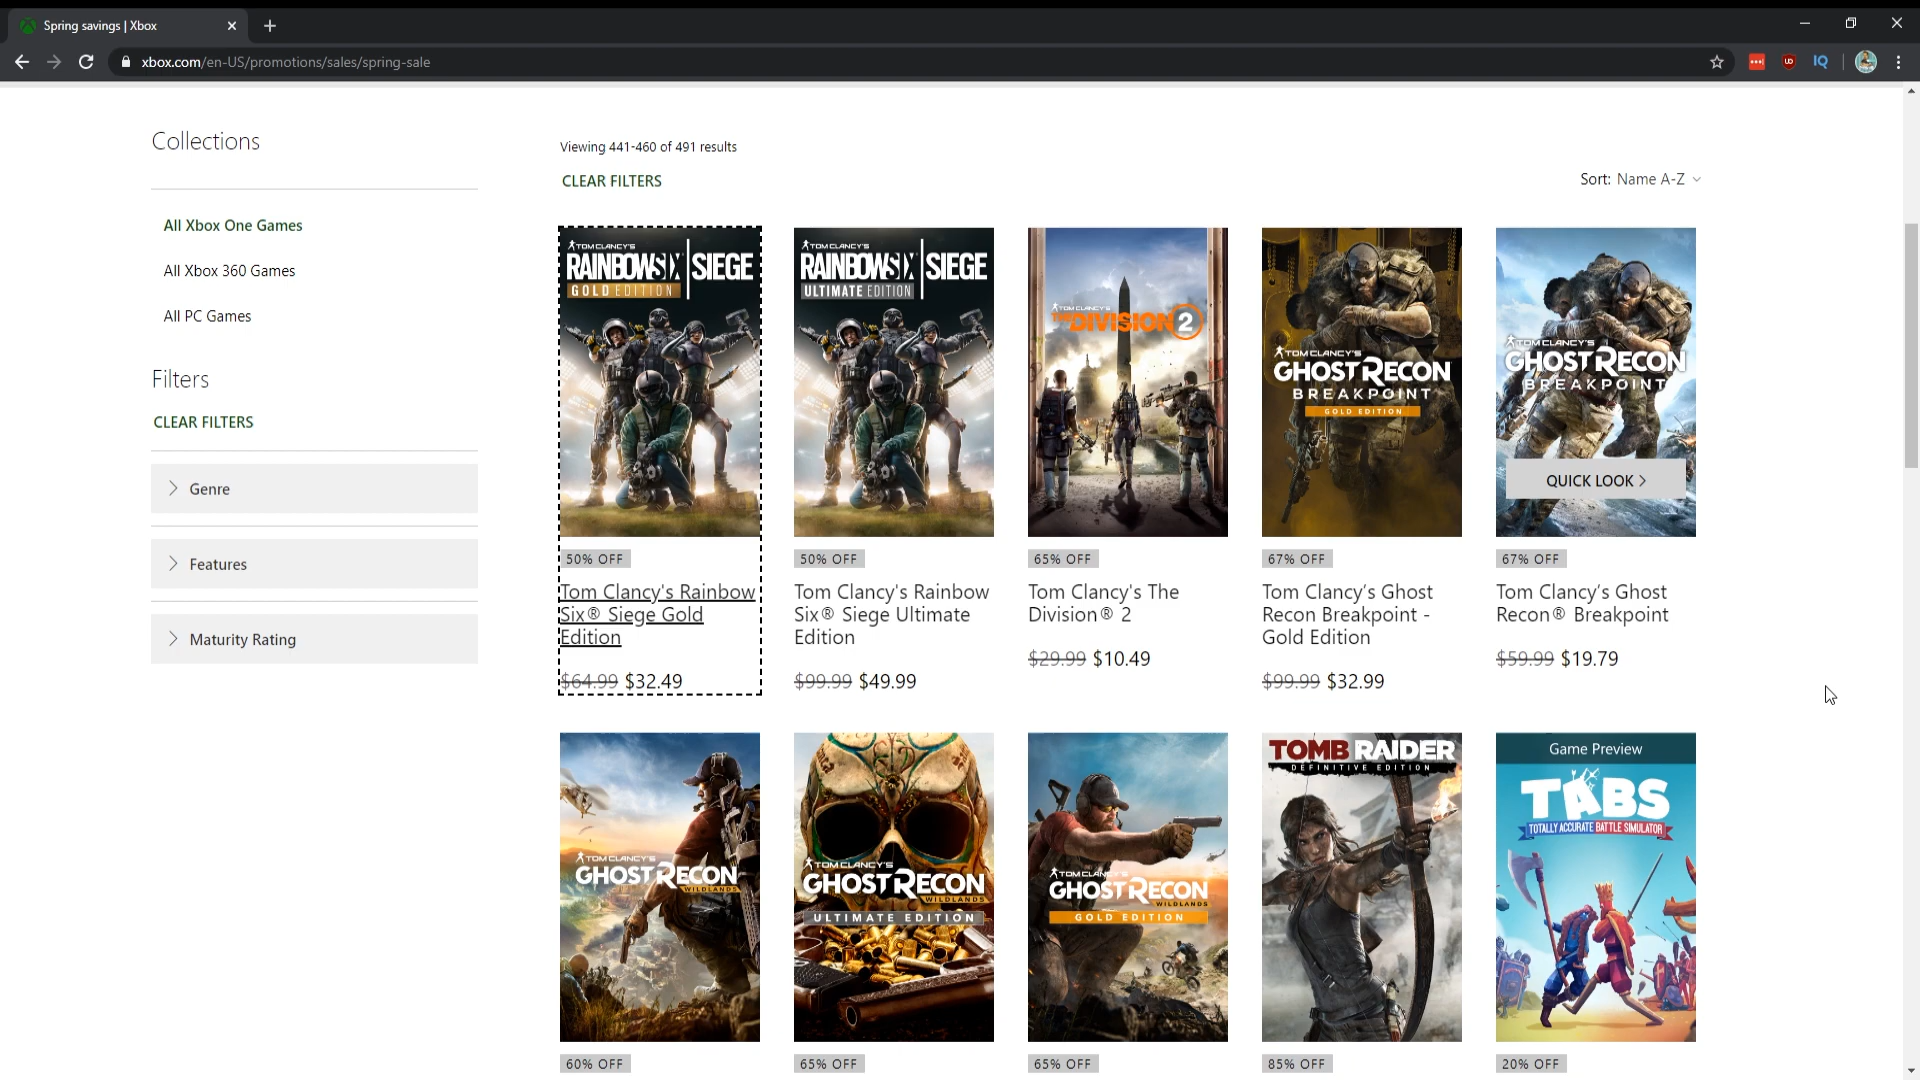 Spring savings | Xbox
xbox.com/en-US/promotions/sales/spring-sale
UD
IQ
Collections
All Xbox One Games
All Xbox 360 Games
All PC Games
Filters
CLEAR FILTERS
Genre
Features
Maturity Rating
Viewing 441-460 of 491 results
CLEAR FILTERS
Sort: Name A-Z
TOM CLANCY'S
RAINBOW SIX | SIEGE
GOLD EDITION
50% OFF
Tom Clancy's Rainbow
Six® Siege Gold
Edition
$64.99 $32.49
TOM CLANCY'S
RAINBOW SIX | SIEGE
ULTIMATE EDITION
50% OFF
Tom Clancy's Rainbow
Six® Siege Ultimate
Edition
$99.99 $49.99
TOM CLANCY'S
THE DIVISION 2
65% OFF
Tom Clancy's The
Division® 2
$29.99 $10.49
TOM CLANCY'S
GHOST RECON
BREAKPOINT
GOLD EDITION
67% OFF
Tom Clancy’s Ghost
Recon Breakpoint -
Gold Edition
$99.99 $32.99
TOM CLANCY'S
GHOST RECON
BREAKPOINT
QUICK LOOK
67% OFF
Tom Clancy’s Ghost
Recon® Breakpoint
$59.99 $19.79
TOM CLANCY'S
GHOST RECON
WILDLANDS
60% OFF
TOM CLANCY'S
GHOST RECON
WILDLANDS
ULTIMATE EDITION
65% OFF
TOM CLANCY'S
GHOST RECON
WILDLANDS
GOLD EDITION
65% OFF
TOMB RAIDER
DEFINITIVE EDITION
85% OFF
Game Preview
TABS
TOTALLY ACCURATE BATTLE SIMULATOR
20% OFF